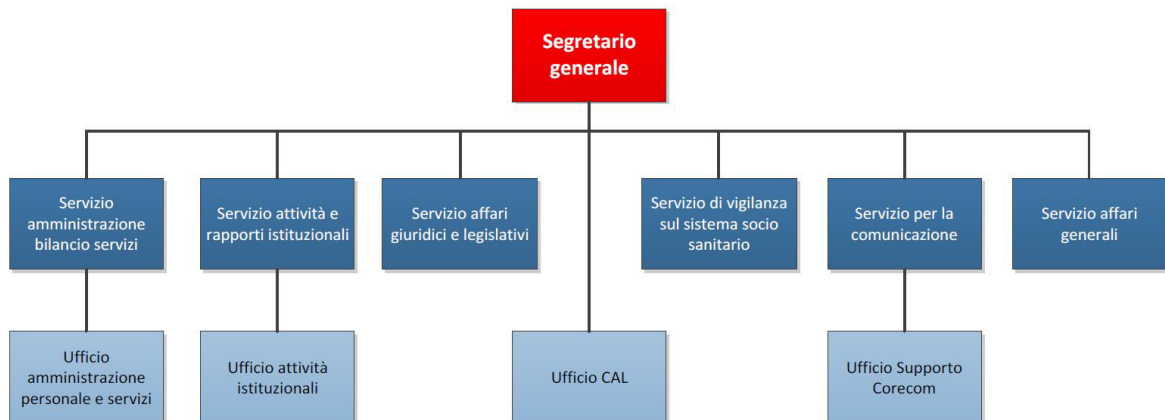 Segretario
generale
Servizio
amministrazione
bilancio servizi
Servizio attività e
rapporti istituzionali
Servizio affari
giuridici e legislativi
Servizio di vigilanza
sul sistema socio
sanitario
Servizio per la
comunicazione
Servizio affari
generali
Ufficio
amministrazione
personale e servizi
Ufficio attività
istituzionali
Ufficio CAL
Ufficio Supporto
Corecom